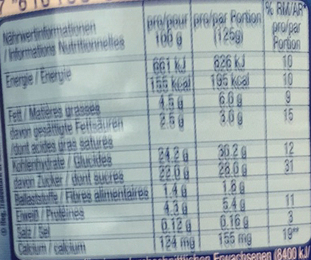 Nährwertinformationen / Informations Nutritionnelles pro/pour 100 g pro/par Portion (125g) % RM/AR* pro/par Portion
Energie / Energie 661 kJ 826 kJ 10
155 kcal 195 kcal 10
Fett / Matières grasses 4.5 g 6.0 g 9
davon gesättigte Fettsäuren 2.5 g 3.0 g 15
dont acides gras saturés
Kohlenhydrate / Glucides 24.2 g 30.2 g 12
davon Zucker / dont sucres 22.0 g 28.0 g 31
Ballaststoffe / Fibres alimentaires 1.4 g 1.8 g
Eiweiß / Protéines 4.3 g 5.4 g 11
Salz / Sel 0.12 g 0.16 g 3
Calcium / calcium 124 mg 155 mg 19**
Erwachsenen (8400 kJ/